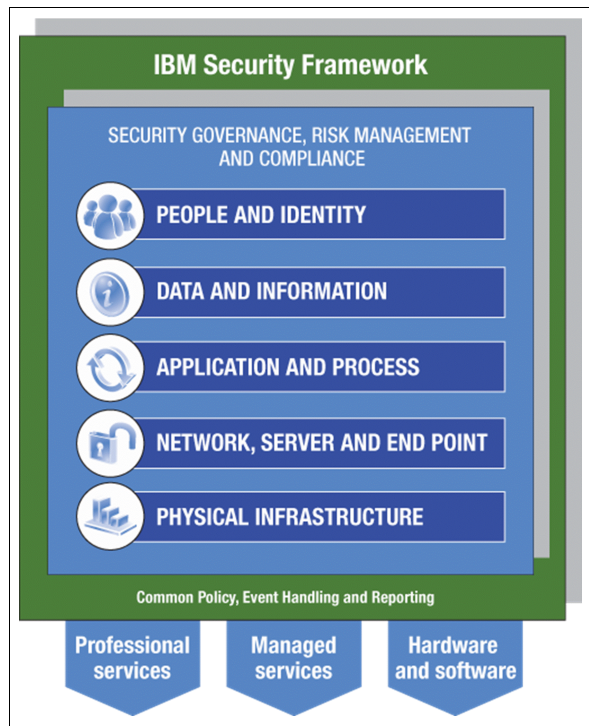 IBM Security Framework
SECURITY GOVERNANCE, RISK MANAGEMENT
AND COMPLIANCE
PEOPLE AND IDENTITY
DATA AND INFORMATION
APPLICATION AND PROCESS
NETWORK, SERVER AND END POINT
PHYSICAL INFRASTRUCTURE
Common Policy, Event Handling and Reporting
Professional
services
Managed
services
Hardware
and software